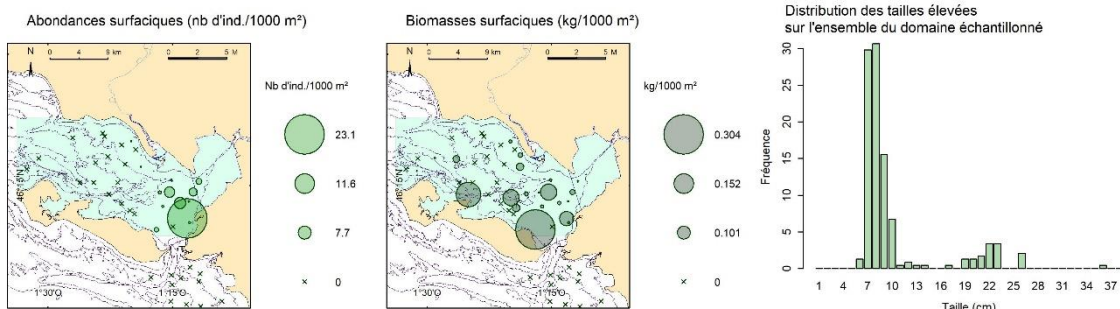 Abondances surfaciques (nb d'ind./1000 m²)
N
0 4 9 km
0 2 5 M
46°15'N
1°30'O
1°15'O
Nb d'ind./1000 m²
23.1
11.6
7.7
0
Biomasses surfaciques (kg/1000 m²)
N
0 4 9 km
0 2 5 M
46°15'N
1°30'O
1°15'O
kg/1000 m²
0.304
0.152
0.101
0
Distribution des tailles élevées
sur l'ensemble du domaine échantillonné
Fréquence
30
25
20
15
10
5
0
1 4 7 10 13 16 19 22 25 28 31 34 37
Taille (cm)